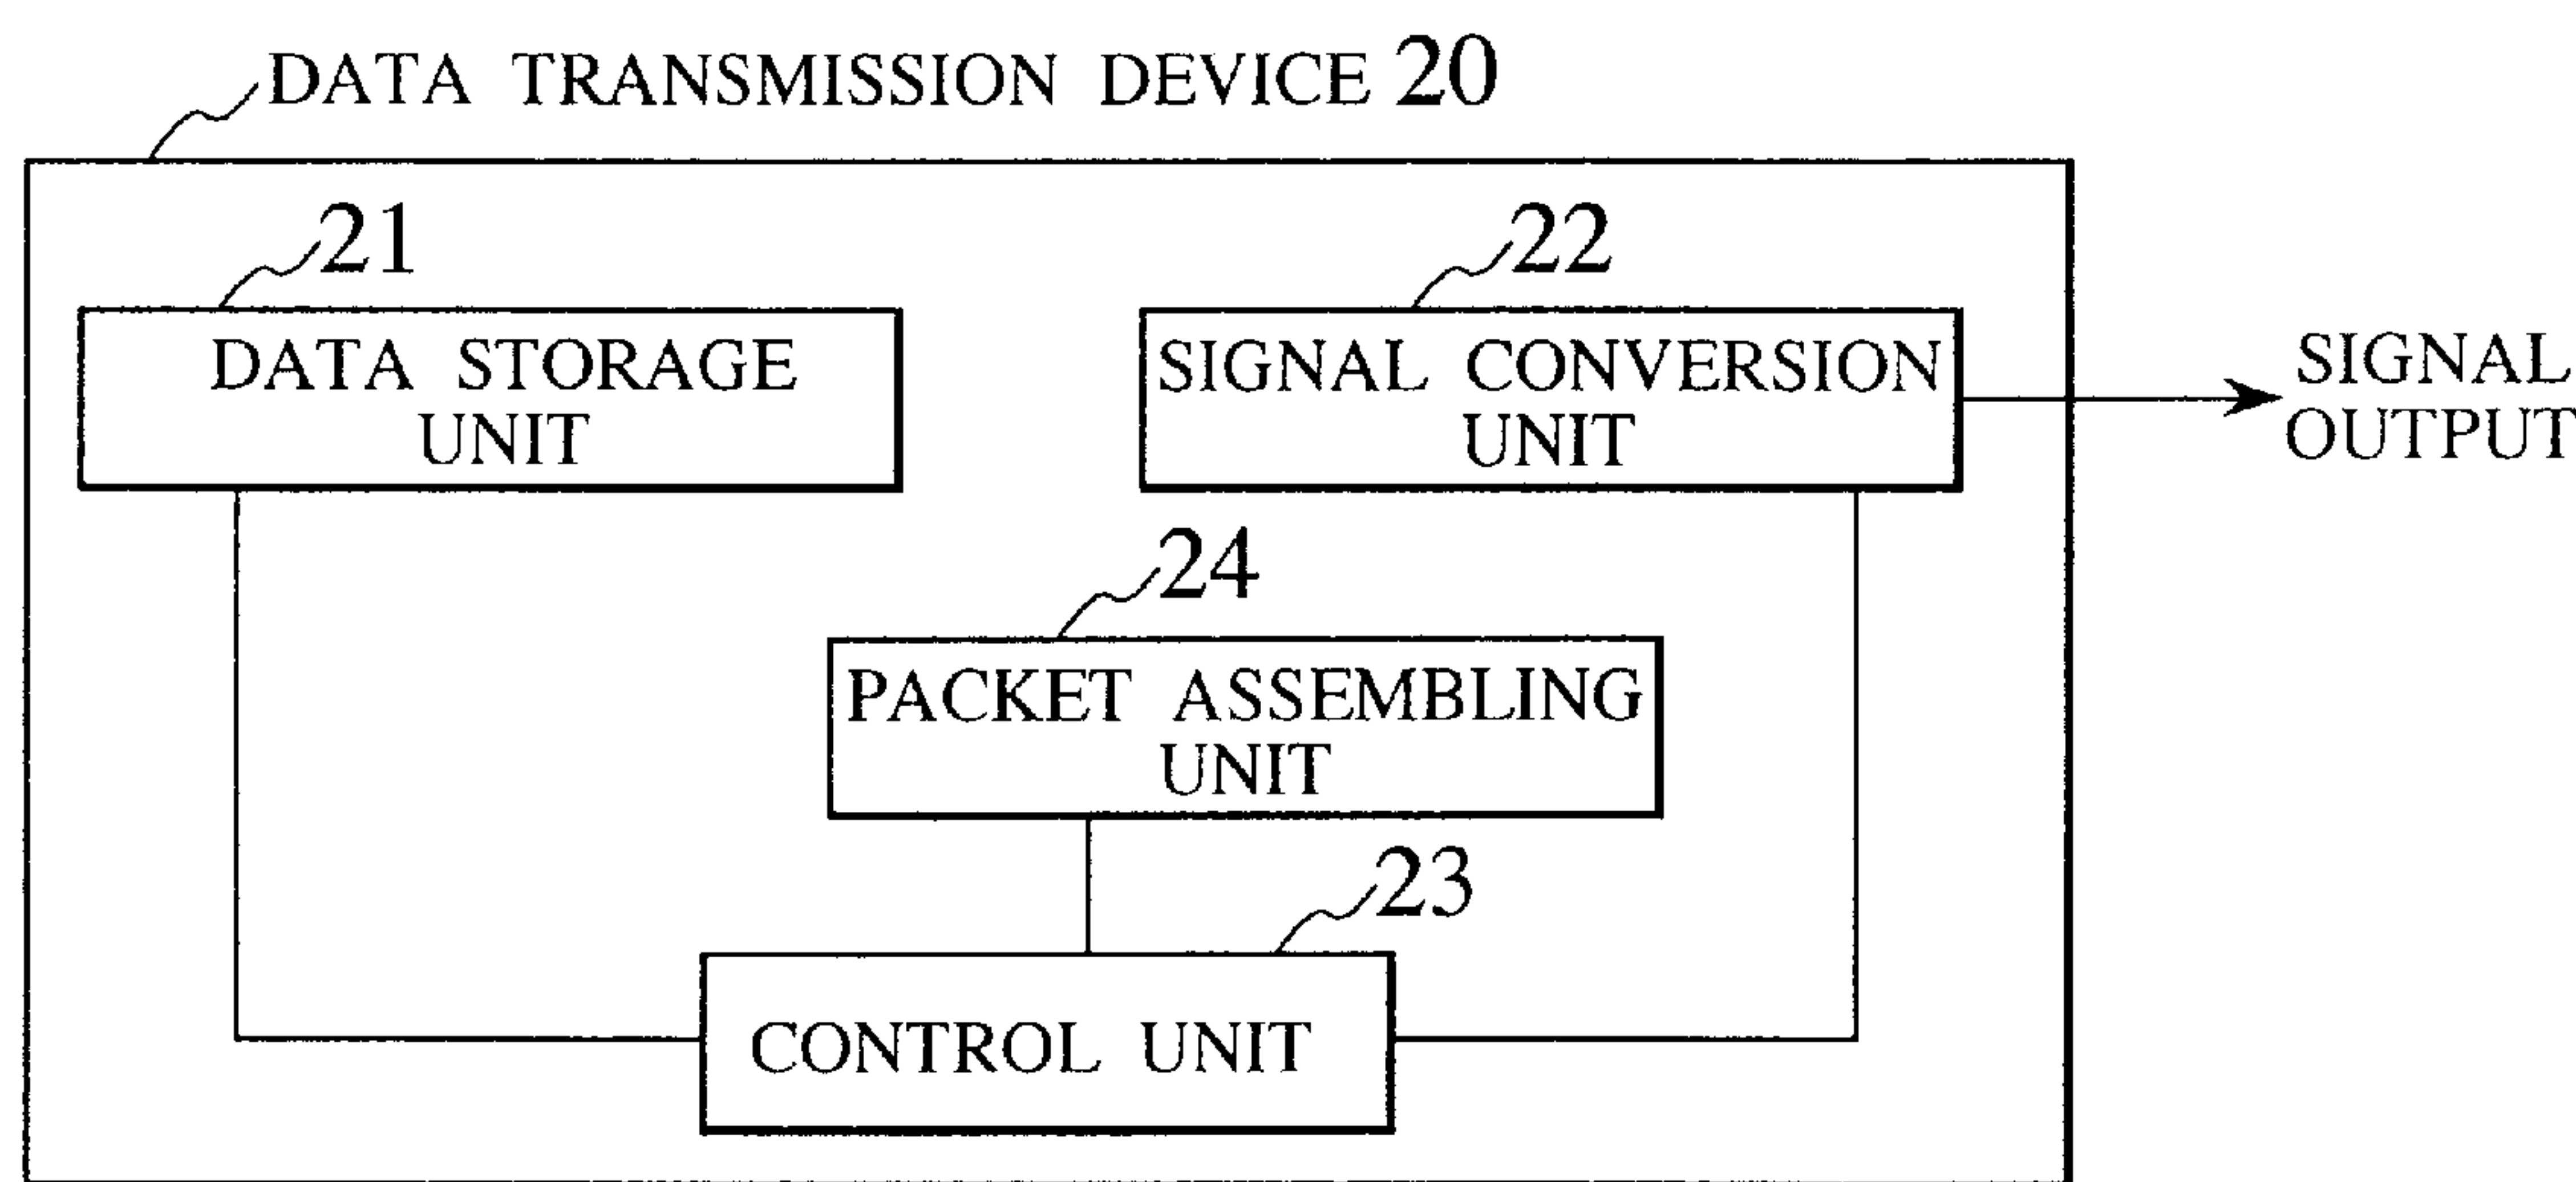 DATA TRANSMISSION DEVICE 20
21
DATA STORAGE
UNIT
22
SIGNAL CONVERSION
UNIT
SIGNAL
OUTPUT
24
PACKET ASSEMBLING
UNIT
23
CONTROL UNIT